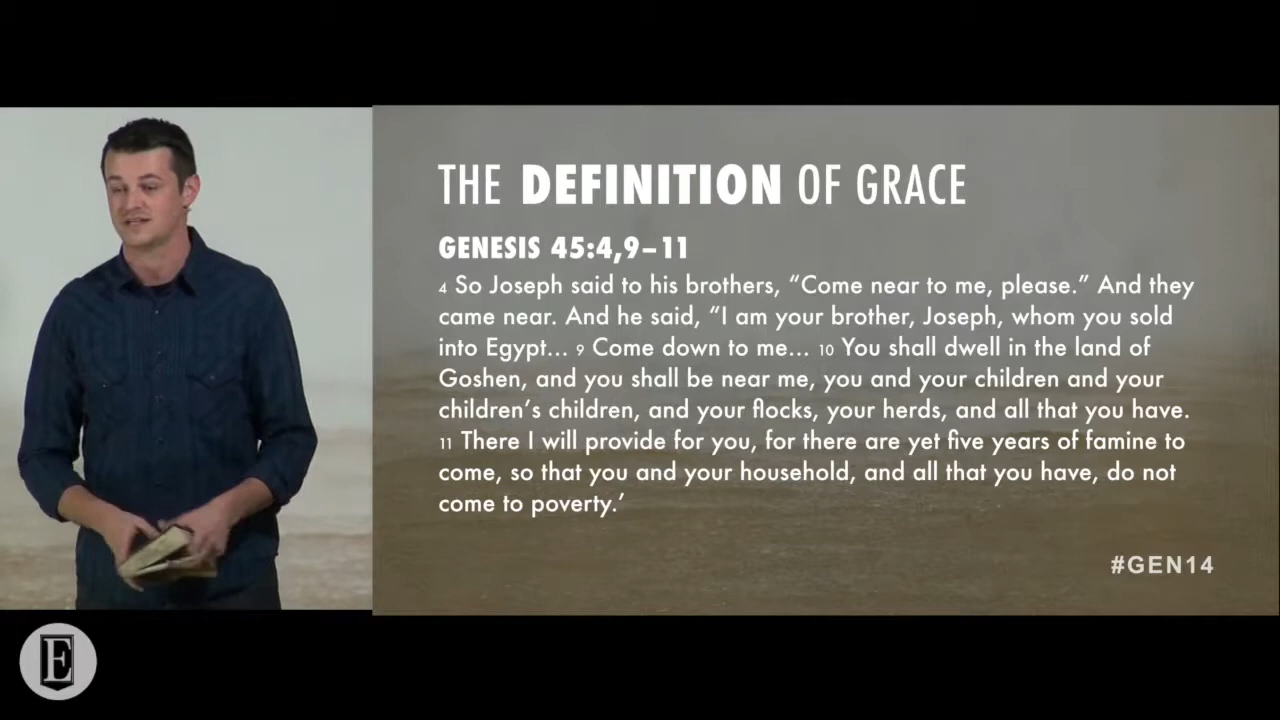 THE DEFINITION OF GRACE
GENESIS 45:4,9–11
4 So Joseph said to his brothers, “Come near to me, please.” And they
came near. And he said, “I am your brother, Joseph, whom you sold
into Egypt... 9 Come down to me... 10 You shall dwell in the land of
Goshen, and you shall be near me, you and your children and your
children’s children, and your flocks, your herds, and all that you have.
11 There I will provide for you, for there are yet five years of famine to
come, so that you and your household, and all that you have, do not
come to poverty.’
#GEN14
E